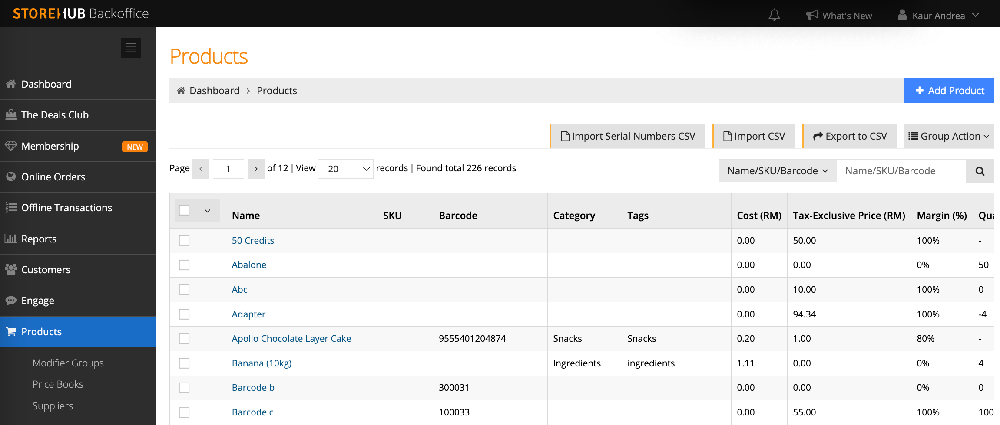 STOREHUB Backoffice
What's New
Kaur Andrea
Dashboard
The Deals Club
Membership NEW
Online Orders
Offline Transactions
Reports
Customers
Engage
Products
Modifier Groups
Price Books
Suppliers
Products
Dashboard > Products
+ Add Product
Import Serial Numbers CSV
Import CSV
Export to CSV
Group Action
Page < 1 > of 12 | View 20 records | Found total 226 records
Name/SKU/Barcode Name/SKU/Barcode
Name SKU Barcode Category Tags Cost (RM) Tax-Exclusive Price (RM) Margin (%) Qua
50 Credits 0.00 50.00 100% -
Abalone 0.00 0.00 0% 50
Abc 0.00 10.00 100% 0
Adapter 0.00 94.34 100% -4
Apollo Chocolate Layer Cake 9555401204874 Snacks Snacks 0.20 1.00 80% -
Banana (10kg) Ingredients ingredients 1.11 0.00 0% 4
Barcode b 300031 0.00 0.00 0% 0
Barcode c 100033 0.00 55.00 100% 100